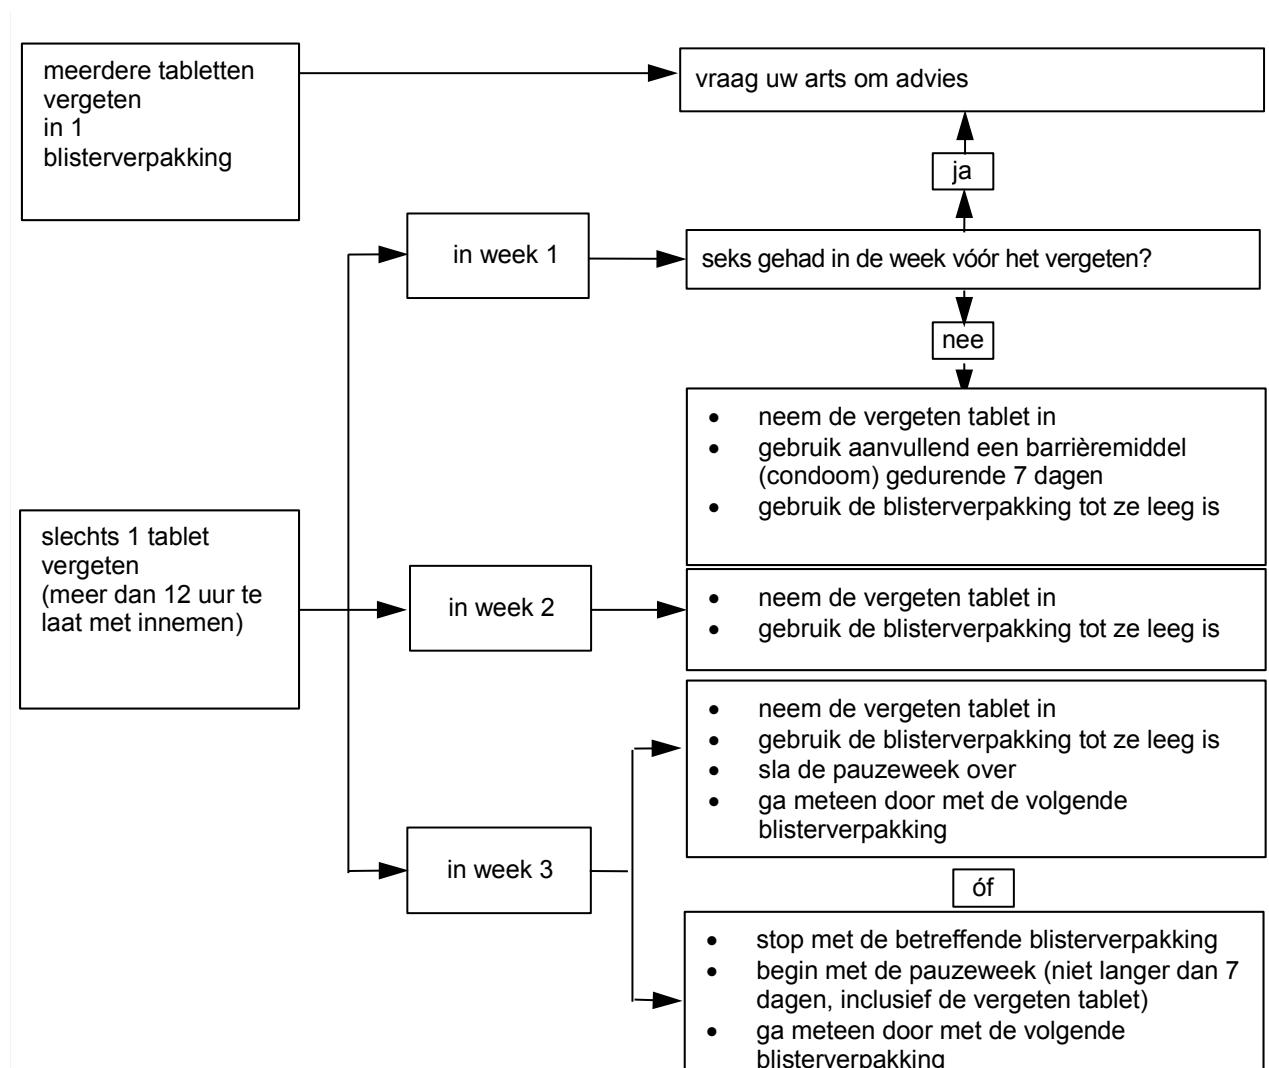 meerdere tabletten
vergeten
in 1
blisterverpakking
vraag uw arts om advies
ja
in week 1
seks gehad in de week vóór het vergeten?
nee
• neem de vergeten tablet in
• gebruik aanvullend een barrièremiddel
(condoom) gedurende 7 dagen
• gebruik de blisterverpakking tot ze leeg is
slechts 1 tablet
vergeten
(meer dan 12 uur te
laat met innemen)
in week 2
• neem de vergeten tablet in
• gebruik de blisterverpakking tot ze leeg is
in week 3
• neem de vergeten tablet in
• gebruik de blisterverpakking tot ze leeg is
• sla de pauzeweek over
• ga meteen door met de volgende
blisterverpakking
óf
• stop met de betreffende blisterverpakking
• begin met de pauzeweek (niet langer dan 7
dagen, inclusief de vergeten tablet)
• ga meteen door met de volgende
blisterverpakking